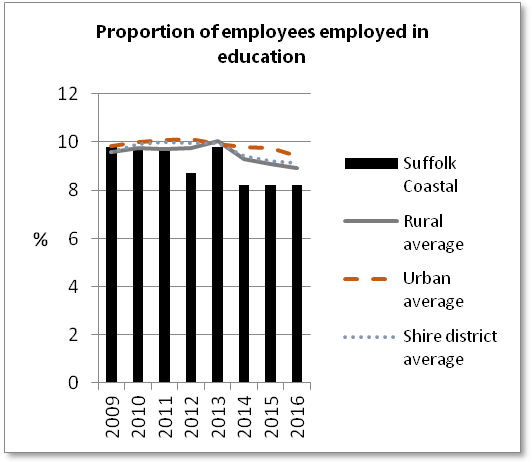 Proportion of employees employed in
education
12
10
8
6
4
2
0
%
2009
2010
2011
2012
2013
2014
2015
2016
Suffolk
Coastal
Rural
average
Urban
average
Shire district
average